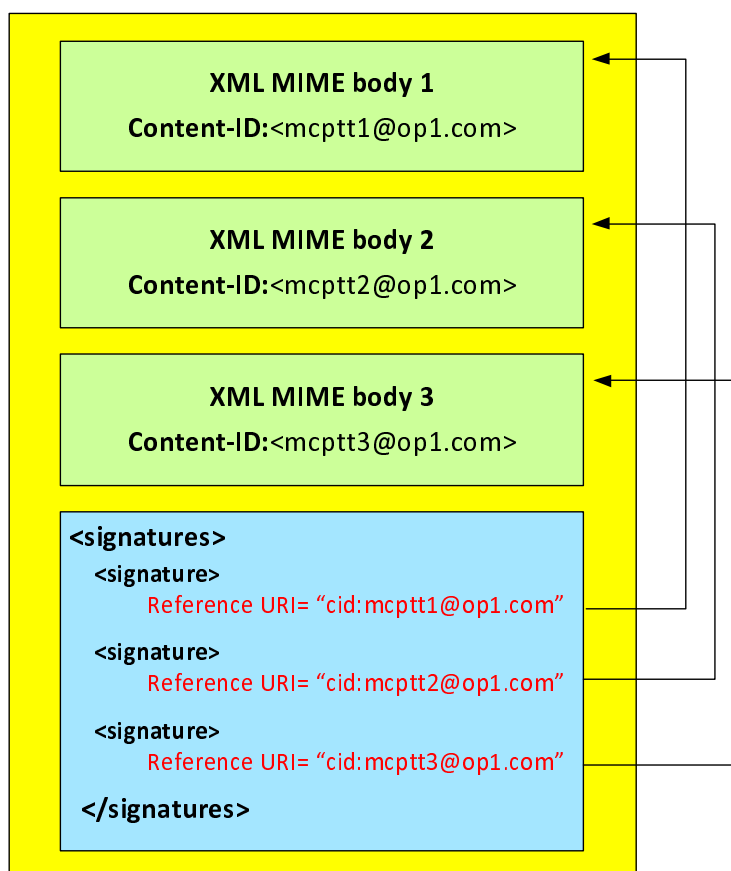 XML MIME body 1
Content-ID:<mcptt1@op1.com>
XML MIME body 2
Content-ID:<mcptt2@op1.com>
XML MIME body 3
Content-ID:<mcptt3@op1.com>
<signatures>
<signature>
Reference URI= “cid:mcptt1@op1.com”
<signature>
Reference URI= “cid:mcptt2@op1.com”
<signature>
Reference URI= “cid:mcptt3@op1.com”
</signatures>